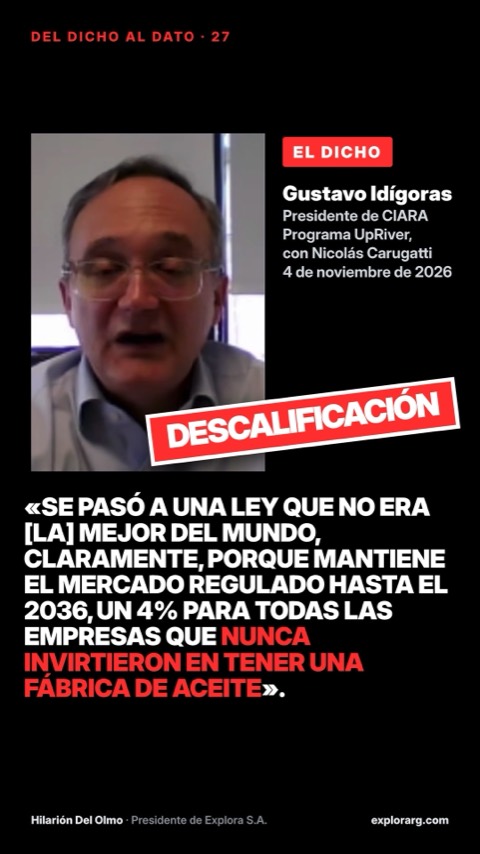 DEL DICHO AL DATO · 27
EL DICHO
Gustavo Idígoras
Presidente de CIARA
Programa UpRiver,
con Nicolás Carugatti
4 de noviembre de 2026
DESCALIFICACIÓN
«SE PASÓ A UNA LEY QUE NO ERA
[LA] MEJOR DEL MUNDO,
CLARAMENTE, PORQUE MANTIENE
EL MERCADO REGULADO HASTA EL
2036, UN 4% PARA TODAS LAS
EMPRESAS QUE NUNCA
INVIRTIERON EN TENER UNA
FÁBRICA DE ACEITE».
Hilarión Del Olmo · Presidente de Explora S.A.
explorarg.com